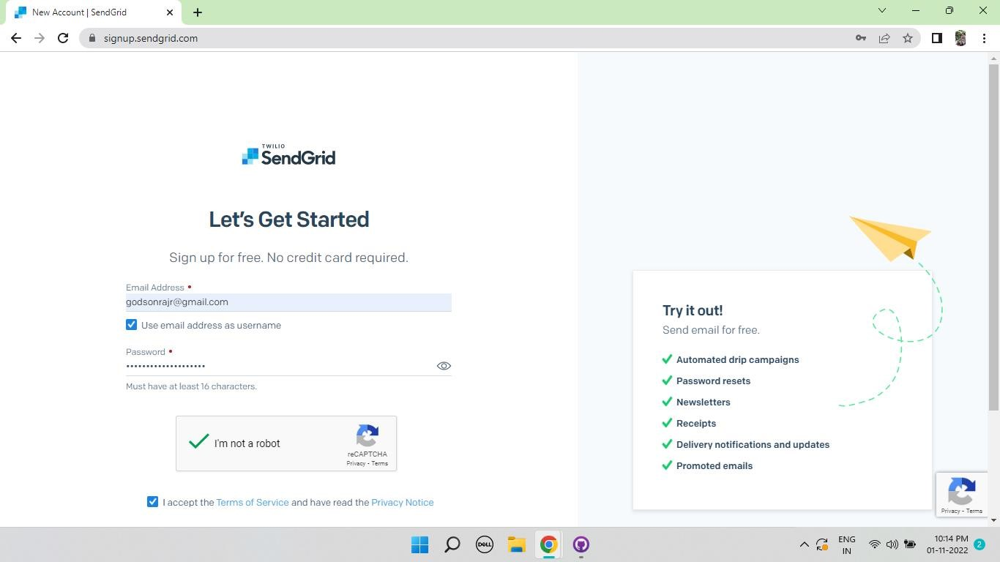 New Account | SendGrid
signup.sendgrid.com
TWILIO
SendGrid
Let's Get Started
Sign up for free. No credit card required.
Email Address •
godsonrajr@gmail.com
Use email address as username
Password •
••••••••••••••••••••
Must have at least 16 characters.
I'm not a robot
reCAPTCHA
Privacy - Terms
I accept the Terms of Service and have read the Privacy Notice
Try it out!
Send email for free.
Automated drip campaigns
Password resets
Newsletters
Receipts
Delivery notifications and updates
Promoted emails
Privacy - Terms
DELL
ENG
IN
10:14 PM
01-11-2022
2